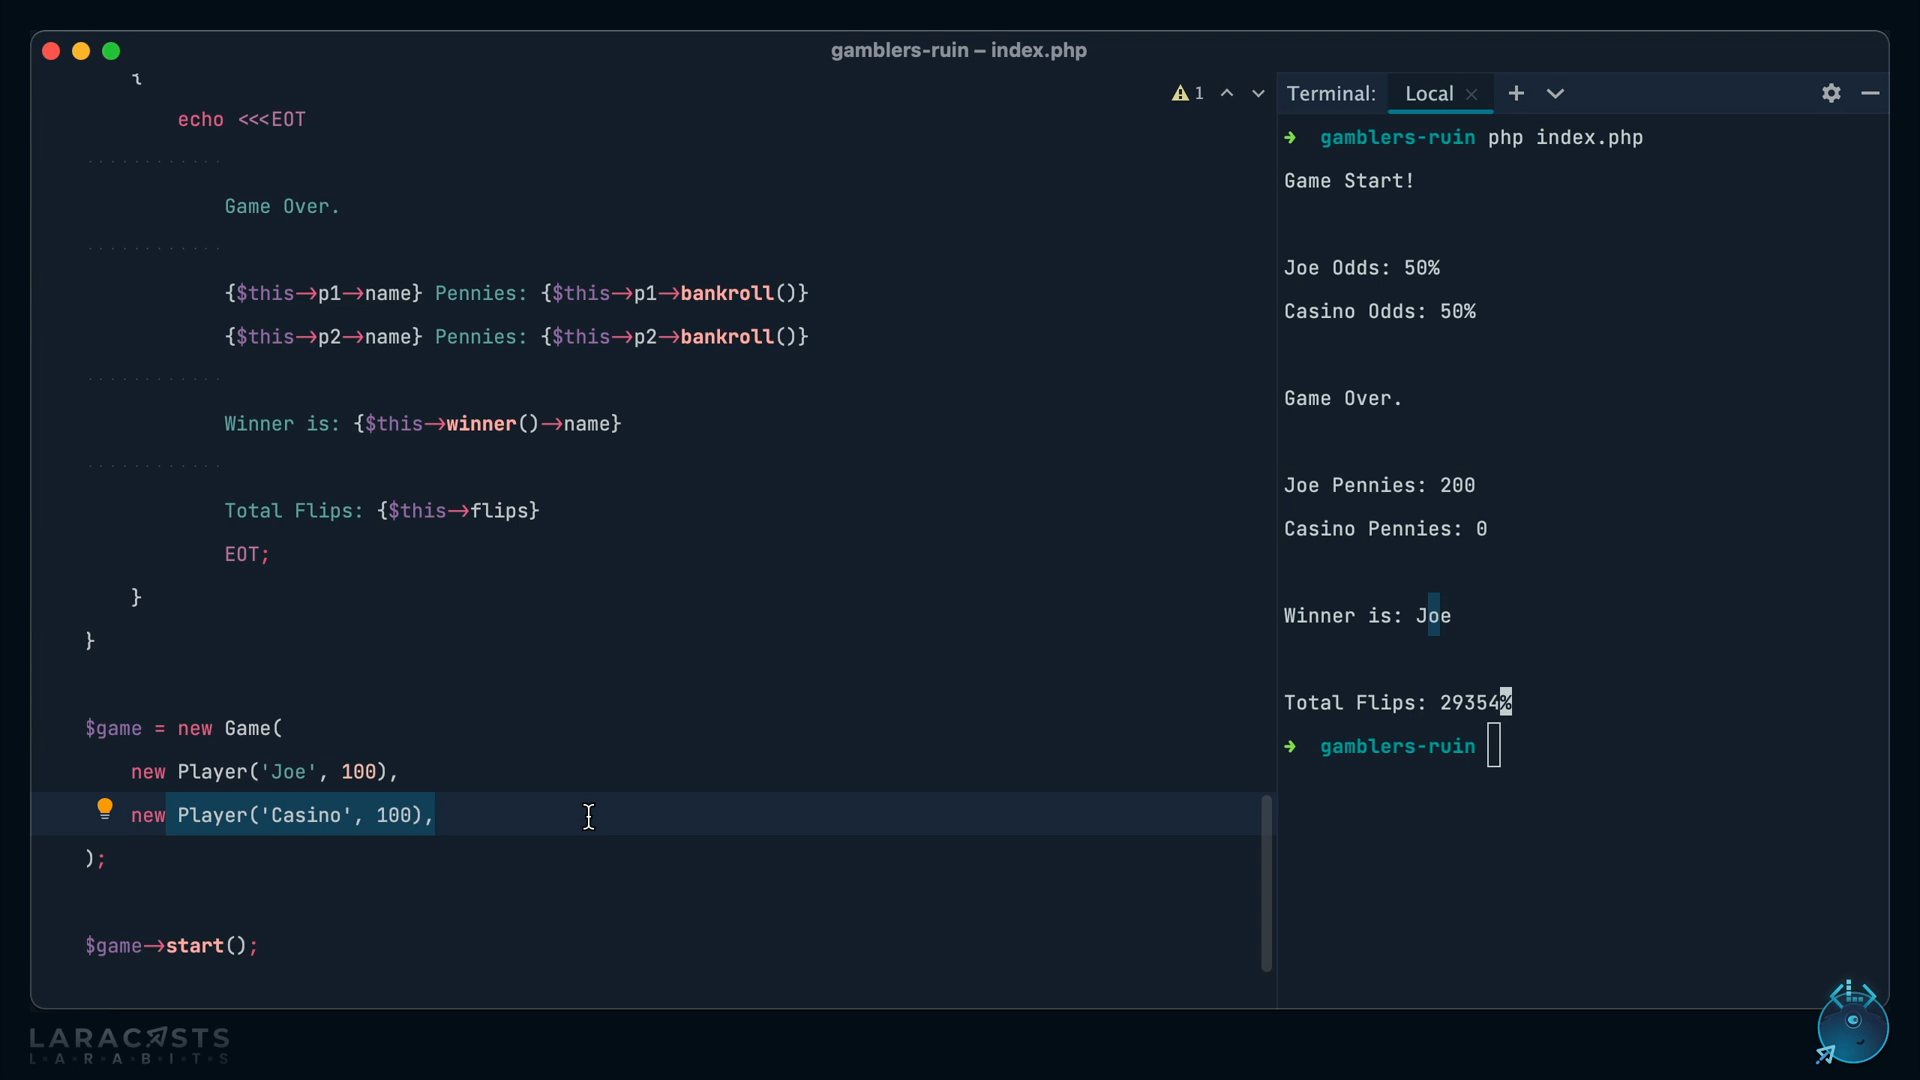 gamblers-ruin – index.php
{
echo <<<EOT
Game Over.
{$this->p1->name} Pennies: {$this->p1->bankroll()}
{$this->p2->name} Pennies: {$this->p2->bankroll()}
Winner is: {$this->winner()->name}
Total Flips: {$this->flips}
EOT;
}
}
$game = new Game(
new Player('Joe', 100),
new Player('Casino', 100),
);
$game->start();
1
Terminal: Local × +
➜ gamblers-ruin php index.php
Game Start!
Joe Odds: 50%
Casino Odds: 50%
Game Over.
Joe Pennies: 200
Casino Pennies: 0
Winner is: Joe
Total Flips: 29354%
➜ gamblers-ruin
LARACASTS
L·A·R·A·B·I·T·S